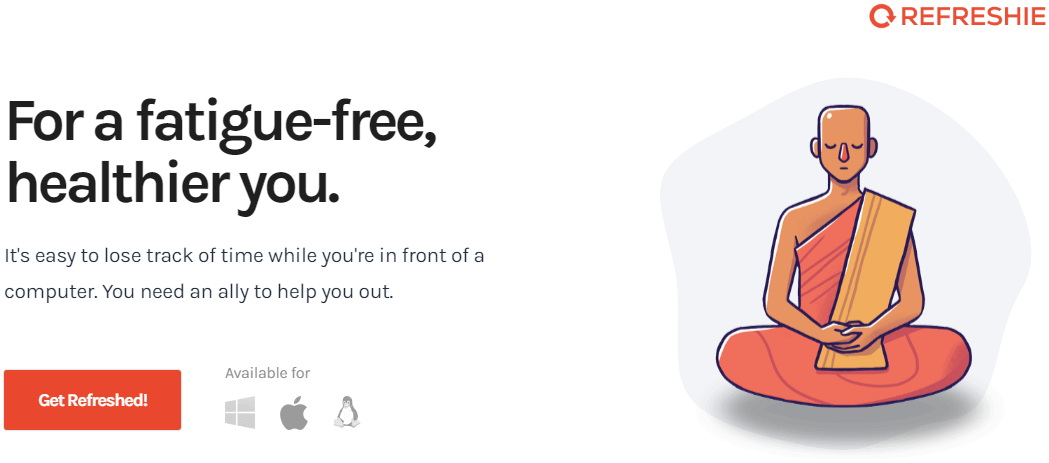 REFRESHIE
For a fatigue-free,
healthier you.
It's easy to lose track of time while you're in front of a
computer. You need an ally to help you out.
Available for
Get Refreshed!